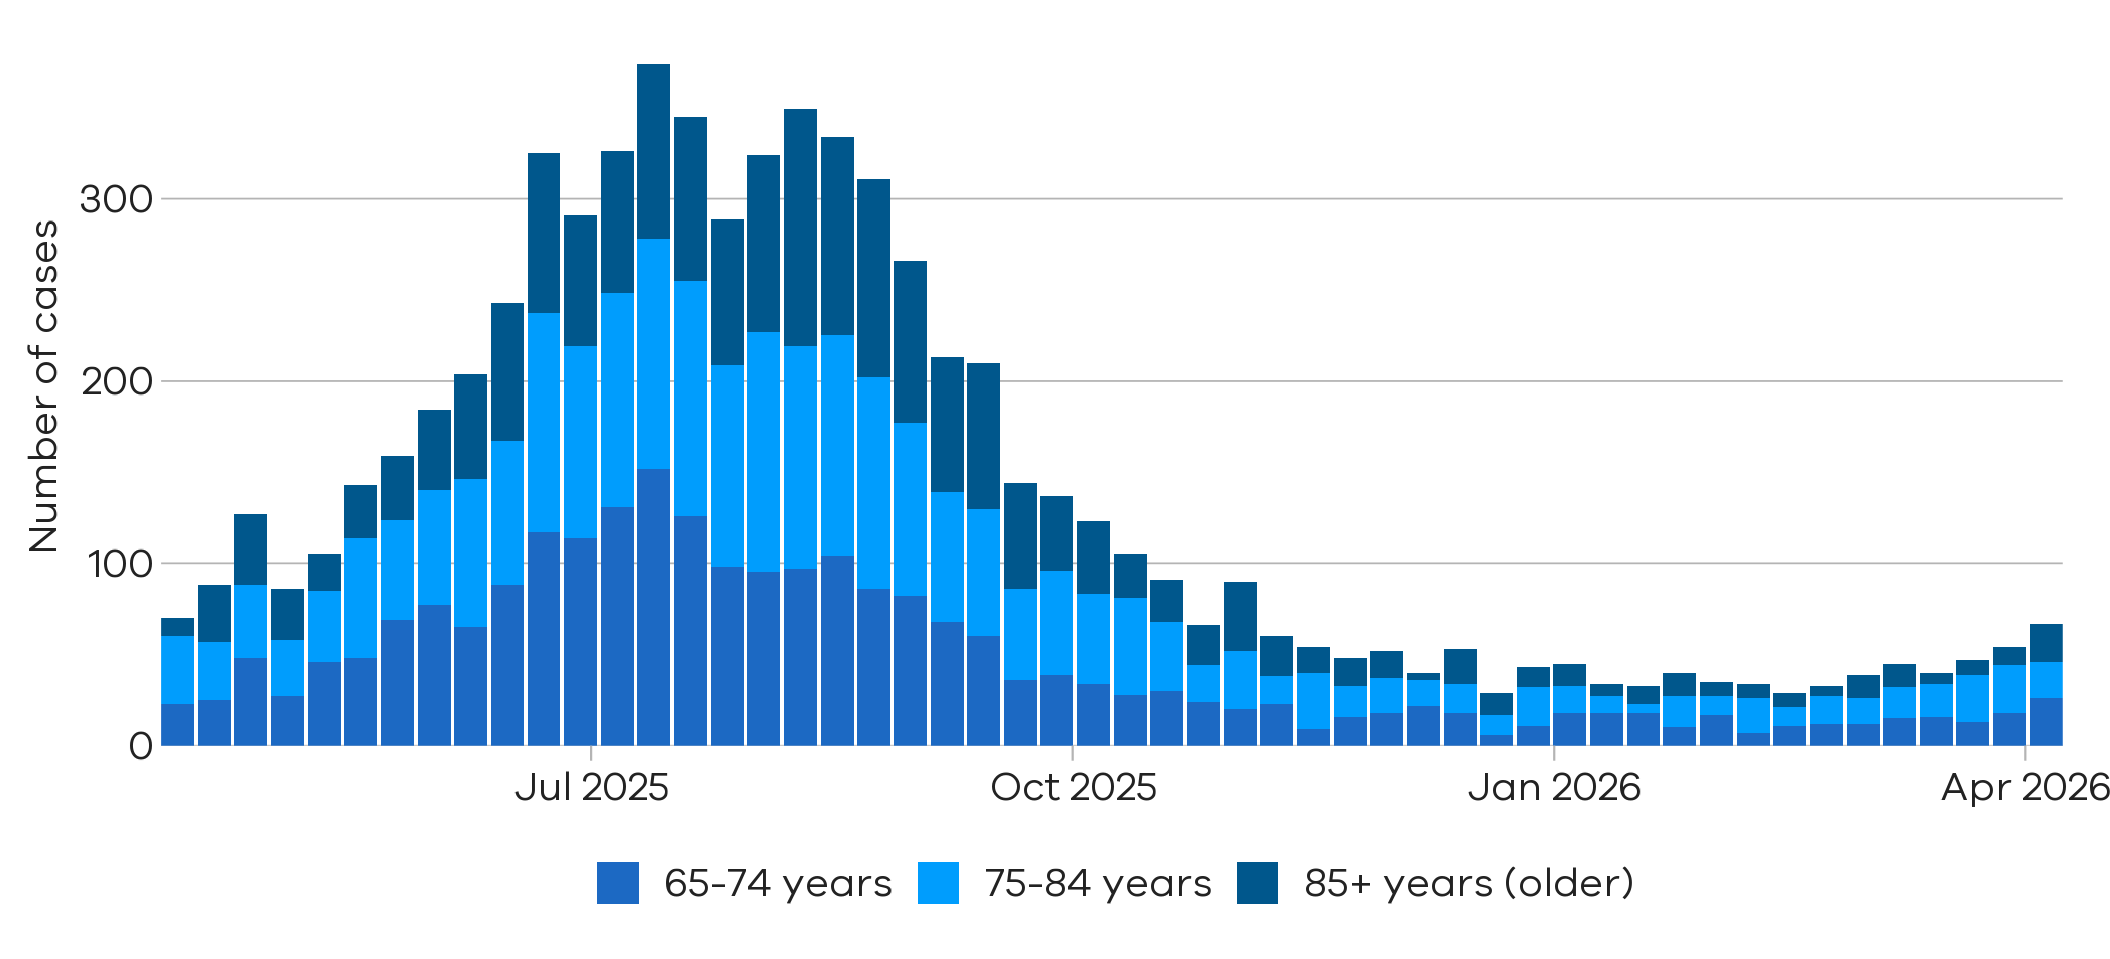 Number of cases
300
200
100
0
Jul 2025 Oct 2025 Jan 2026 Apr 2026
65-74 years 75-84 years 85+ years (older)